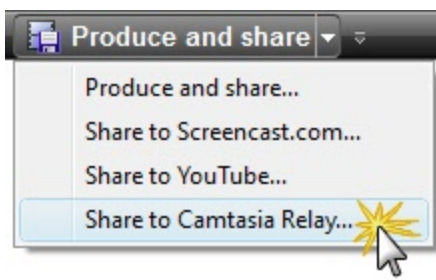 Produce and share
Produce and share...
Share to Screencast.com...
Share to YouTube...
Share to Camtasia Relay...